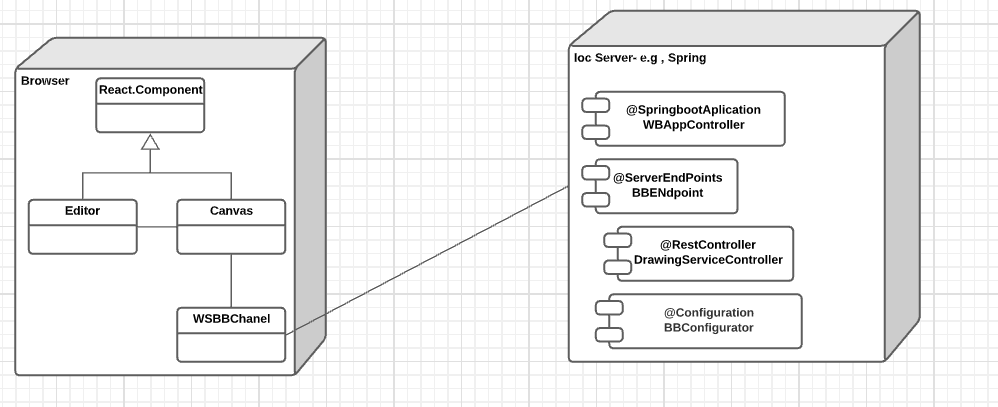 Browser
React.Component
Editor
Canvas
WSBBChanel
Ioc Server- e.g , Spring
@SpringbootAplication
WBAppController
@ServerEndPoints
BBENdpoint
@RestController
DrawingServiceController
@Configuration
BBConfigurator